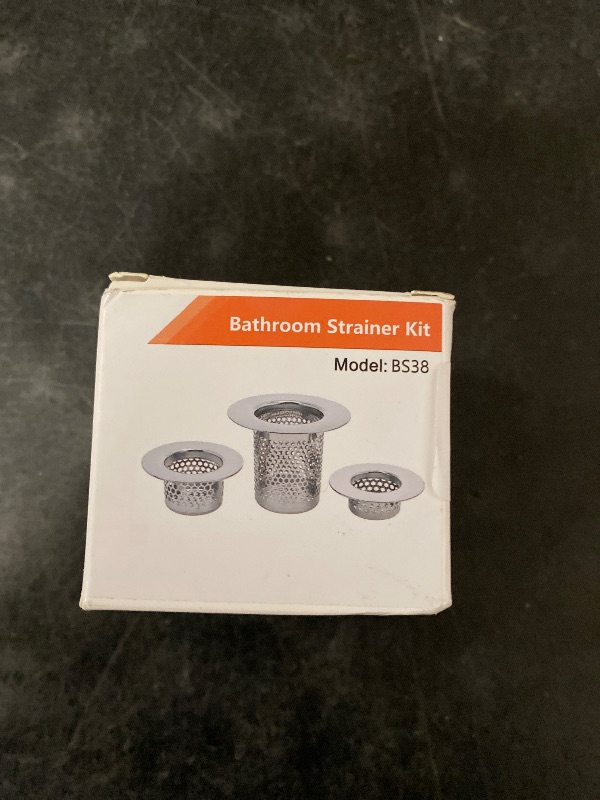 Bathroom Strainer Kit
Model: BS38